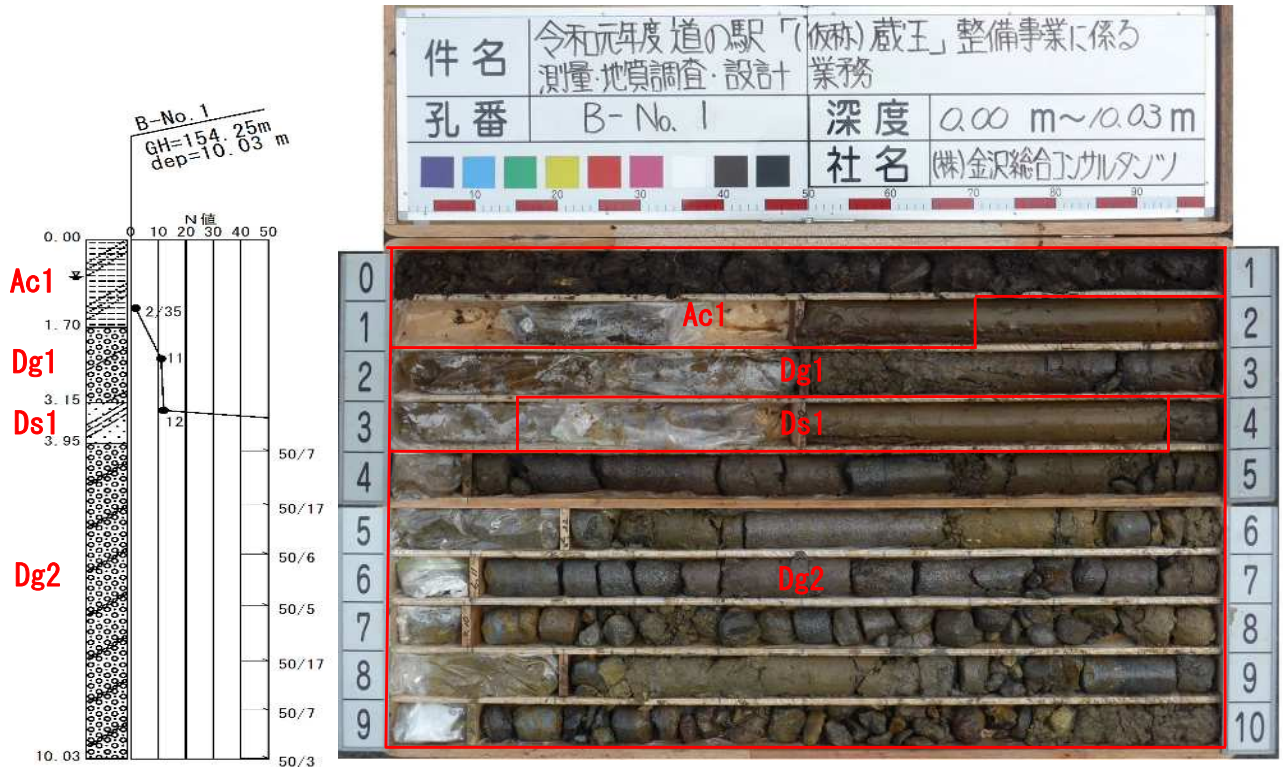 B-No. 1
GH=154.25m
dep=10.03 m
N値
0 10 20 30 40 50
0.00
Ac1
2/35
1.70
11
Dg1
3.15
12
Ds1
3.95
50/7
50/17
50/6
Dg2
50/5
50/17
50/7
10.03
50/3
件名
令和元年度 道の駅「(仮称)蔵王」整備事業に係る
測量・地質調査・設計 業務
孔番
B-No. 1
深度
0.00 m～10.03 m
社名
(株)金沢総合コンサルタンツ
10 20 30 40 50 60 70 80 90
0 1
1 Ac1 2
2 Dg1 3
3 Ds1 4
4 5
5 6
6 Dg2 7
7 8
8 9
9 10